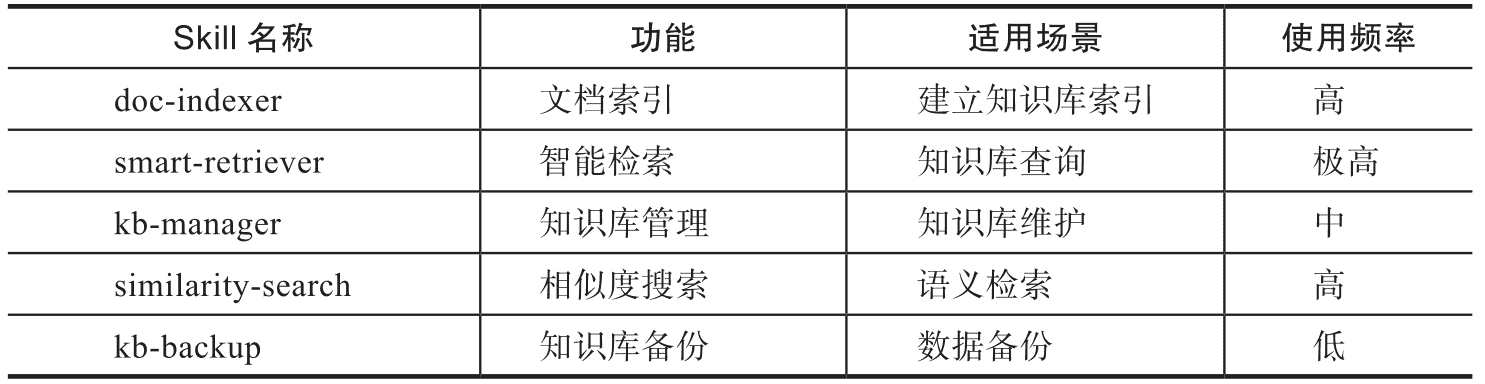 Skill 名称 功能 适用场景 使用频率
doc-indexer 文档索引 建立知识库索引 高
smart-retriever 智能检索 知识库查询 极高
kb-manager 知识库管理 知识库维护 中
similarity-search 相似度搜索 语义检索 高
kb-backup 知识库备份 数据备份 低